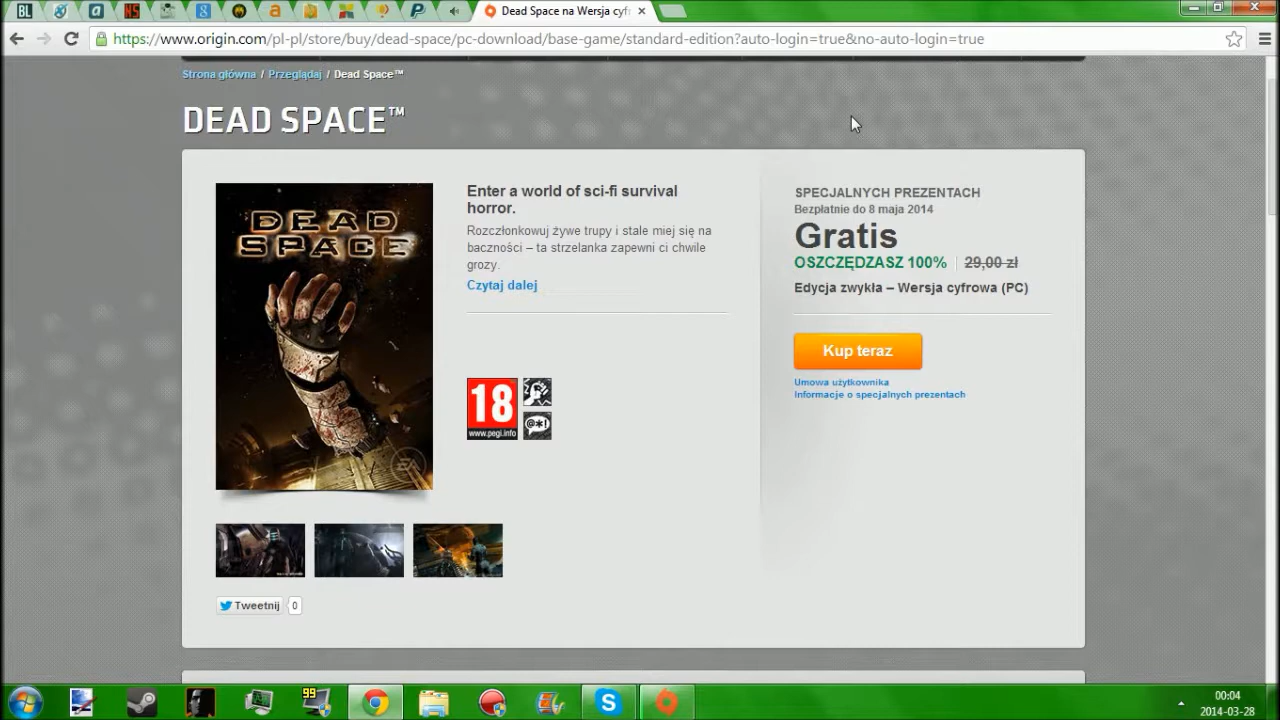 BL
a
NS
g
a
Dead Space na Wersja cyfr
https://www.origin.com/pl-pl/store/buy/dead-space/pc-download/base-game/standard-edition?auto-login=true&no-auto-login=true
Strona główna / Przeglądaj / Dead Space™
DEAD SPACE™
DEAD
SPACE
EA
Enter a world of sci-fi survival
horror.
Rozczłonkowuj żywe trupy i stale miej się na
baczności – ta strzelanka zapewni ci chwile
grozy.
Czytaj dalej
18
www.pegi.info
@*!
SPECJALNYCH PREZENTACH
Bezpłatnie do 8 maja 2014
Gratis
OSZCZĘDZASZ 100% 29,00 zł
Edycja zwykła – Wersja cyfrowa (PC)
Kup teraz
Umowa użytkownika
Informacje o specjalnych prezentach
Tweetnij 0
99
S
00:04
2014-03-28